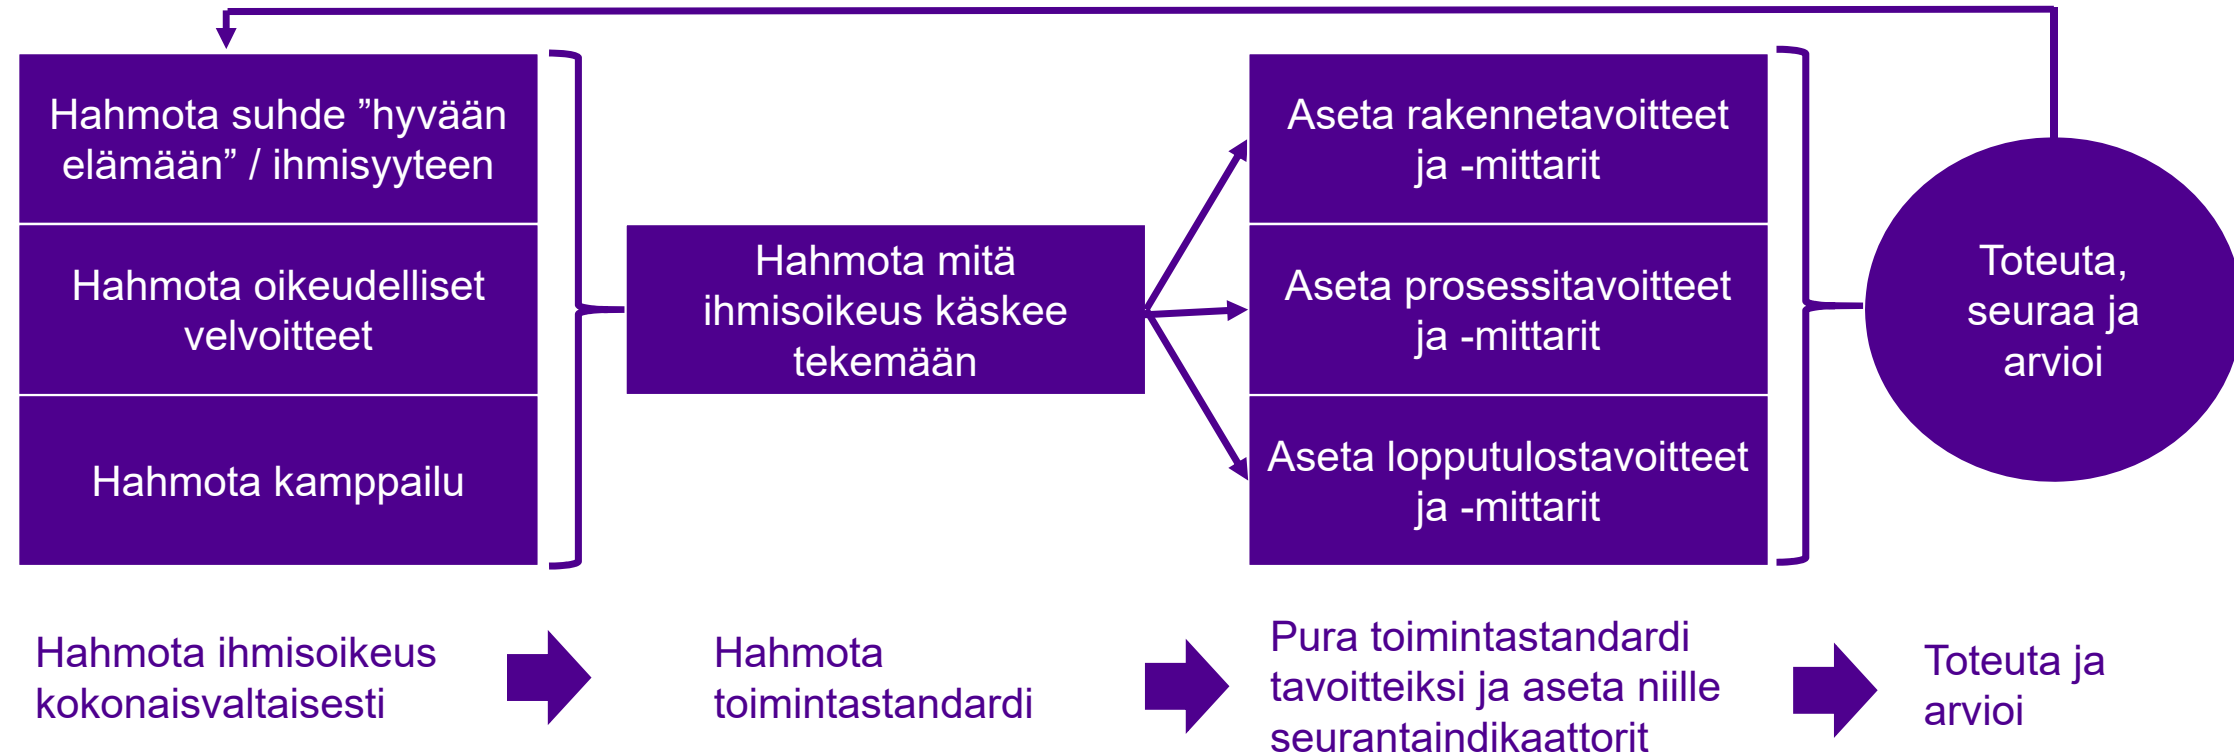 Hahmota suhde ”hyvään
elämään” / ihmisyyteen
Hahmota oikeudelliset
velvoitteet
Hahmota kamppailu
Hahmota mitä
ihmisoikeus käskee
tekemään
Aseta rakennetavoitteet
ja -mittarit
Aseta prosessitavoitteet
ja -mittarit
Aseta lopputulostavoitteet
ja -mittarit
Toteuta,
seuraa ja
arvioi
Hahmota ihmisoikeus
kokonaisvaltaisesti
Hahmota
toimintastandardi
Pura toimintastandardi
tavoitteiksi ja aseta niille
seurantaindikaattorit
Toteuta ja
arvioi